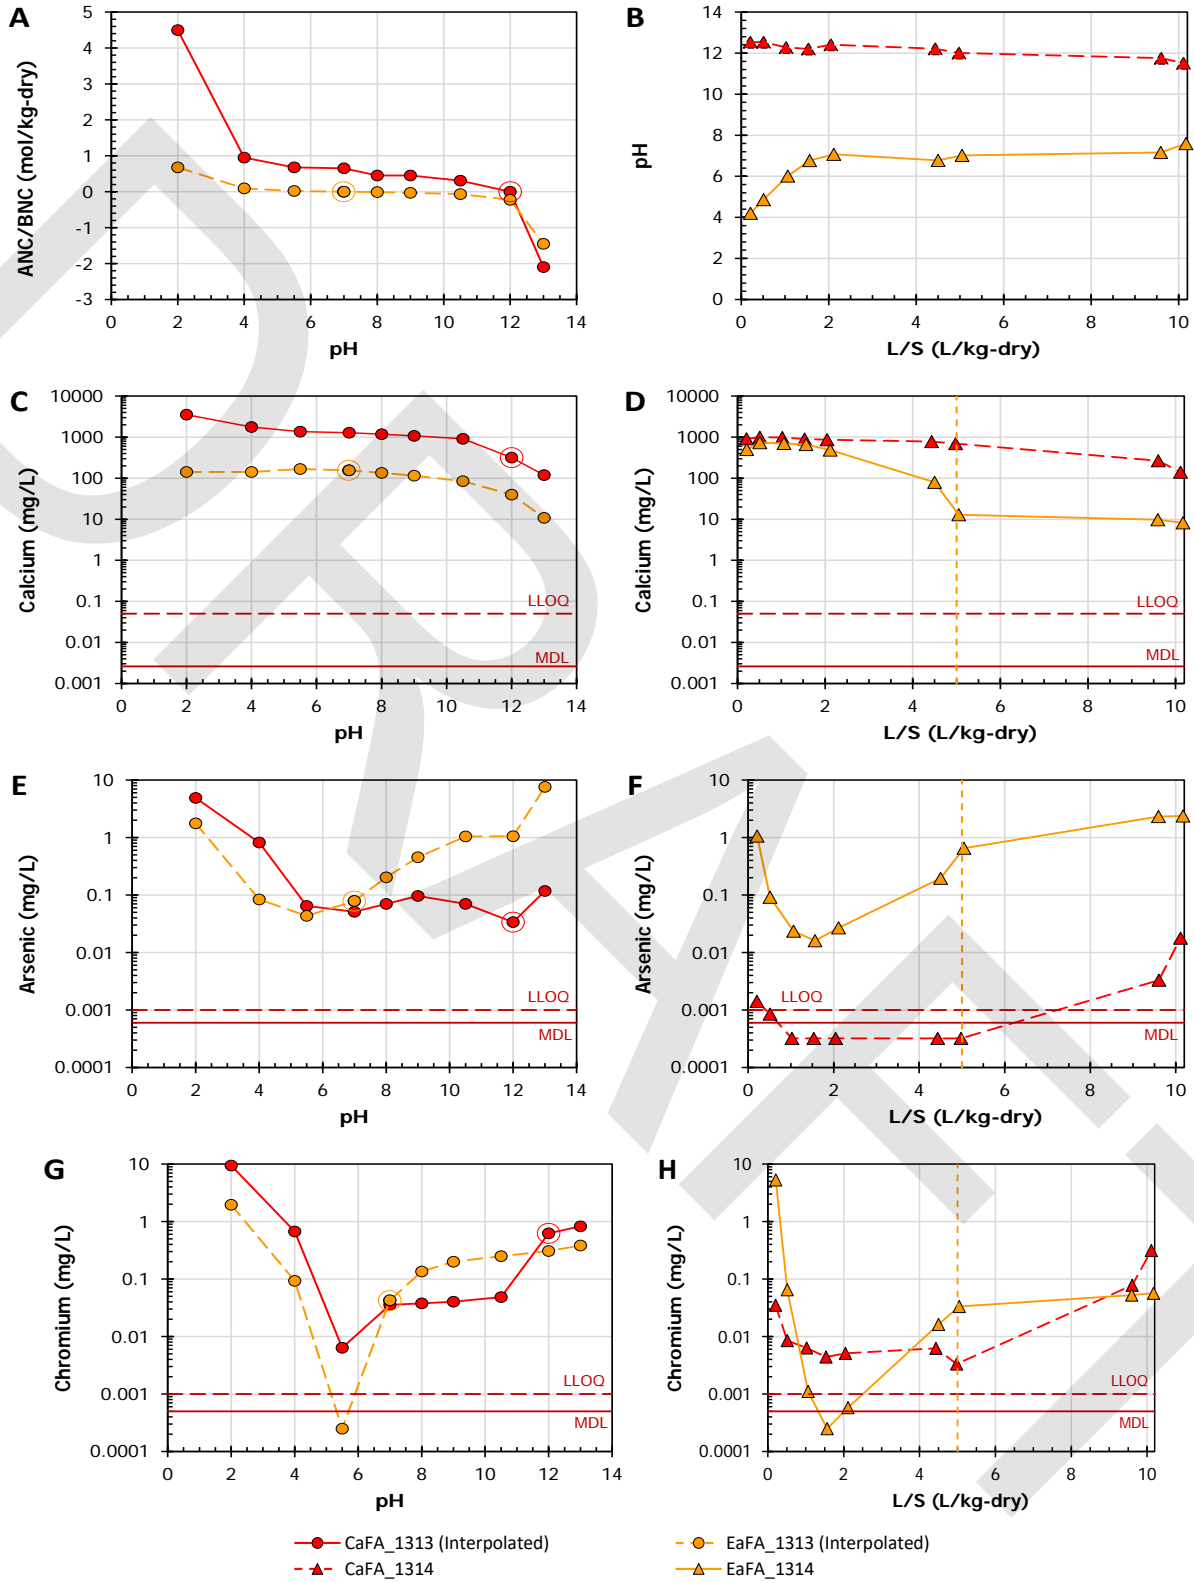 A
5
4
3
2
1
0
-1
-2
-3
ANC/BNC (mol/kg-dry)
0 2 4 6 8 10 12 14
pH
B
14
12
10
8
6
4
2
0
pH
0 2 4 6 8 10
L/S (L/kg-dry)
C
10000
1000
100
10
1
0.1
0.01
0.001
Calcium (mg/L)
LLOQ
MDL
0 2 4 6 8 10 12 14
pH
D
10000
1000
100
10
1
0.1
0.01
0.001
Calcium (mg/L)
LLOQ
MDL
0 2 4 6 8 10
L/S (L/kg-dry)
E
10
1
0.1
0.01
0.001
0.0001
Arsenic (mg/L)
LLOQ
MDL
0 2 4 6 8 10 12 14
pH
F
10
1
0.1
0.01
0.001
0.0001
Arsenic (mg/L)
LLOQ
MDL
0 2 4 6 8 10
L/S (L/kg-dry)
G
10
1
0.1
0.01
0.001
0.0001
Chromium (mg/L)
LLOQ
MDL
0 2 4 6 8 10 12 14
pH
H
10
1
0.1
0.01
0.001
0.0001
Chromium (mg/L)
LLOQ
MDL
0 2 4 6 8 10
L/S (L/kg-dry)
CaFA_1313 (Interpolated)
EaFA_1313 (Interpolated)
CaFA_1314
EaFA_1314